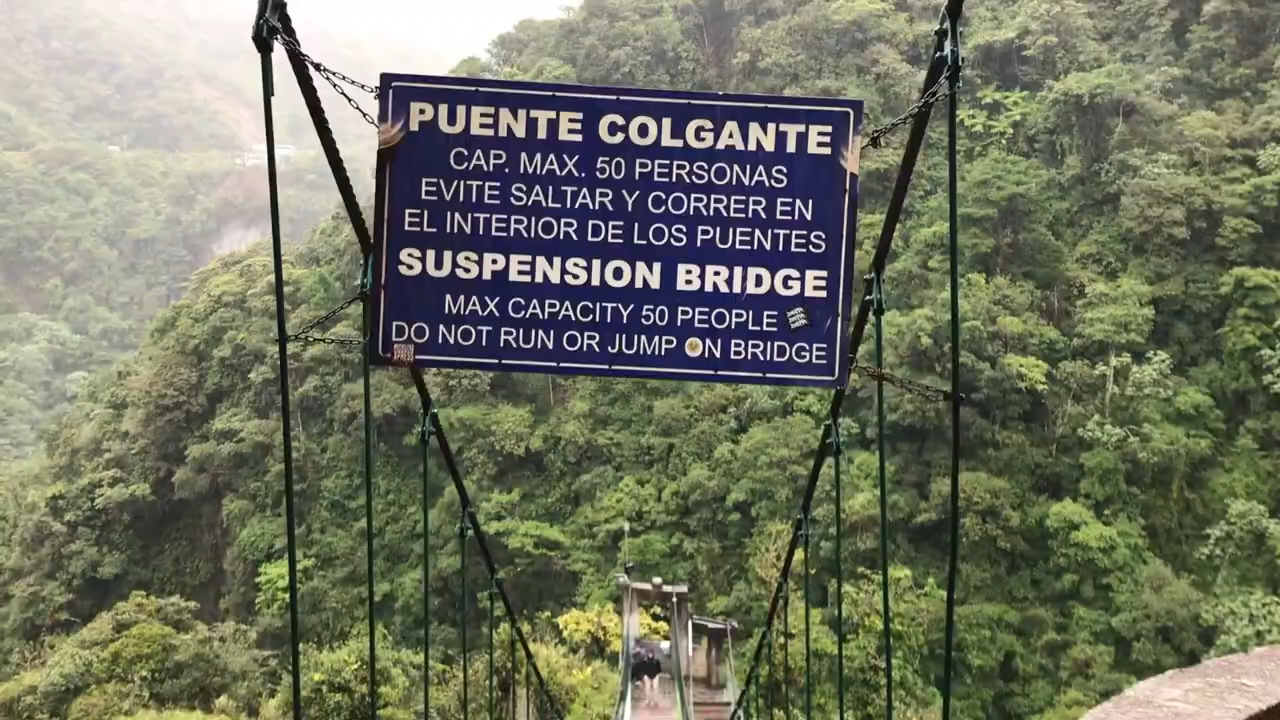 PUENTE COLGANTE
CAP. MAX. 50 PERSONAS
EVITE SALTAR Y CORRER EN
EL INTERIOR DE LOS PUENTES
SUSPENSION BRIDGE
MAX CAPACITY 50 PEOPLE
DO NOT RUN OR JUMP ON BRIDGE